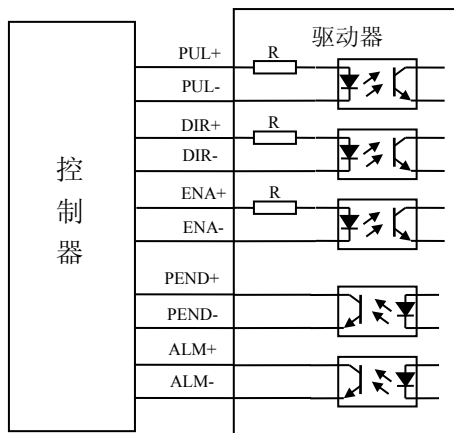 驱动器
PUL+
R
PUL-
DIR+
R
DIR-
控制器
ENA+
R
ENA-
PEND+
PEND-
ALM+
ALM-